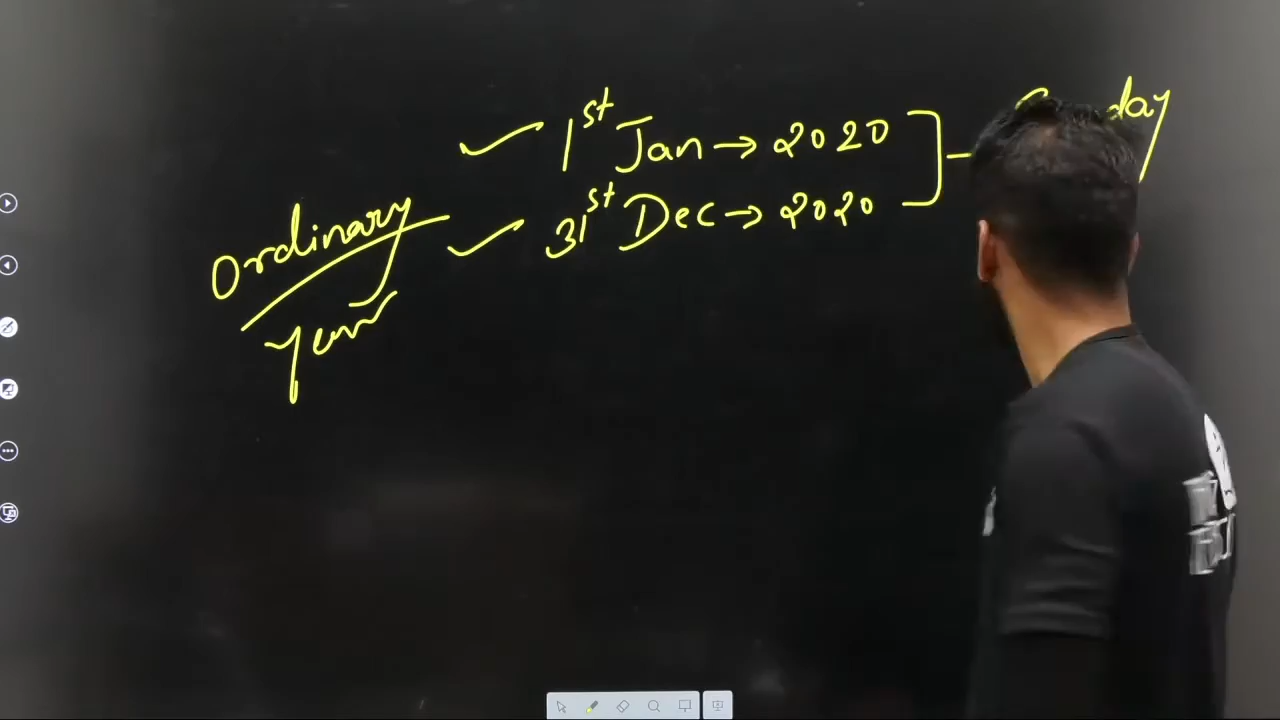 1st Jan → 2020
31st Dec → 2020
Ordinary
year